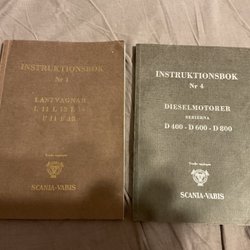 INSTRUKTIONSBOK
Nr 1
LASTVAGNAR
SCANIA-VABIS
INSTRUKTIONSBOK
Nr 4
DIESELMOTORER
SERIERNA
D 400 - D 600 - D 800
SCANIA-VABIS